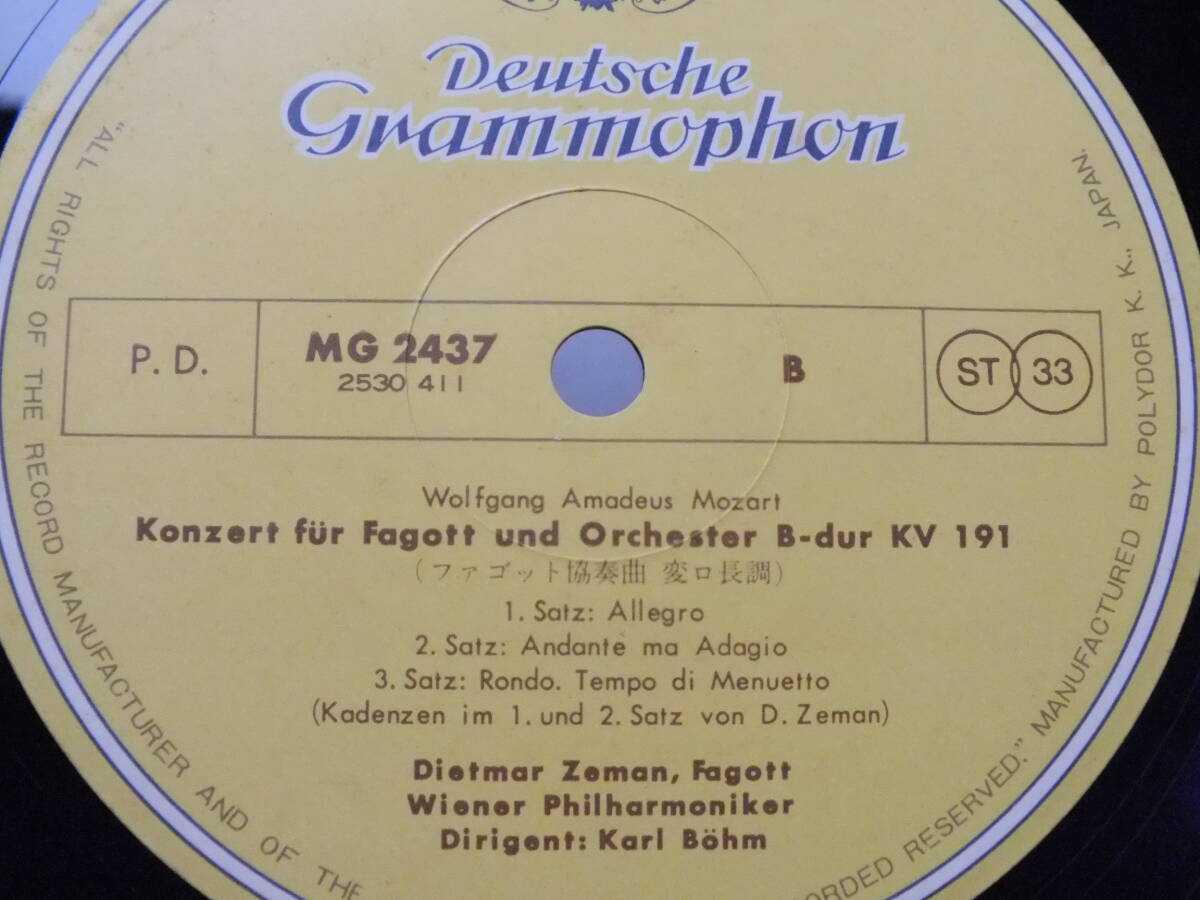 Deutsche
Grammophon
P. D.
MG 2437
2530 411
B
ST 33
Wolfgang Amadeus Mozart
Konzert für Fagott und Orchester B-dur KV 191
(ファゴット協奏曲 変ロ長調)
1. Satz: Allegro
2. Satz: Andante ma Adagio
3. Satz: Rondo. Tempo di Menuetto
(Kadenzen im 1. und 2. Satz von D. Zeman)
Dietmar Zeman, Fagott
Wiener Philharmoniker
Dirigent: Karl Böhm
"ALL RIGHTS OF THE RECORD MANUFACTURER AND OF THE
RESERVED." MANUFACTURED BY POLYDOR K. K., JAPAN.